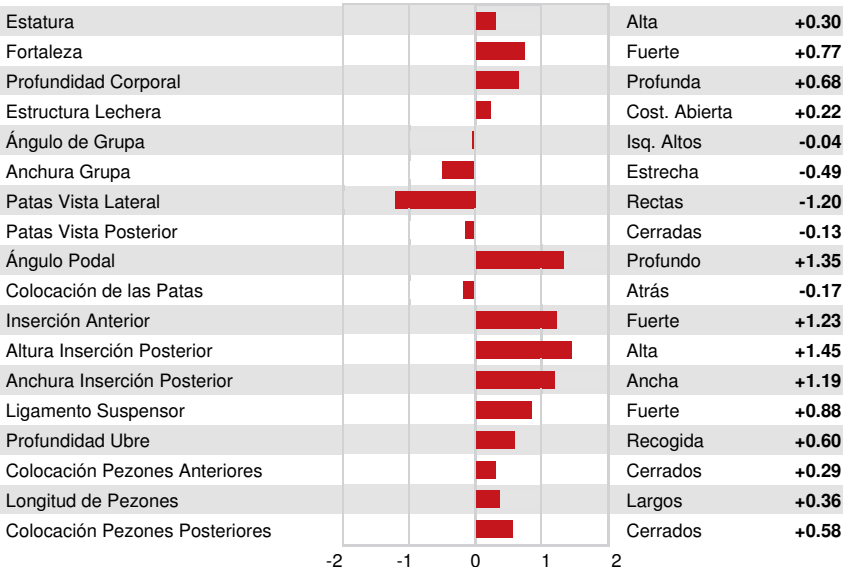 Estatura Alta +0.30
Fortaleza Fuerte +0.77
Profundidad Corporal Profunda +0.68
Estructura Lechera Cost. Abierta +0.22
Ángulo de Grupa Isq. Altos -0.04
Anchura Grupa Estrecha -0.49
Patas Vista Lateral Rectas -1.20
Patas Vista Posterior Cerradas -0.13
Ángulo Podal Profundo +1.35
Colocación de las Patas Atrás -0.17
Inserción Anterior Fuerte +1.23
Altura Inserción Posterior Alta +1.45
Anchura Inserción Posterior Ancha +1.19
Ligamento Suspensor Fuerte +0.88
Profundidad Ubre Recogida +0.60
Colocación Pezones Anteriores Cerrados +0.29
Longitud de Pezones Largos +0.36
Colocación Pezones Posteriores Cerrados +0.58
-2 -1 0 1 2